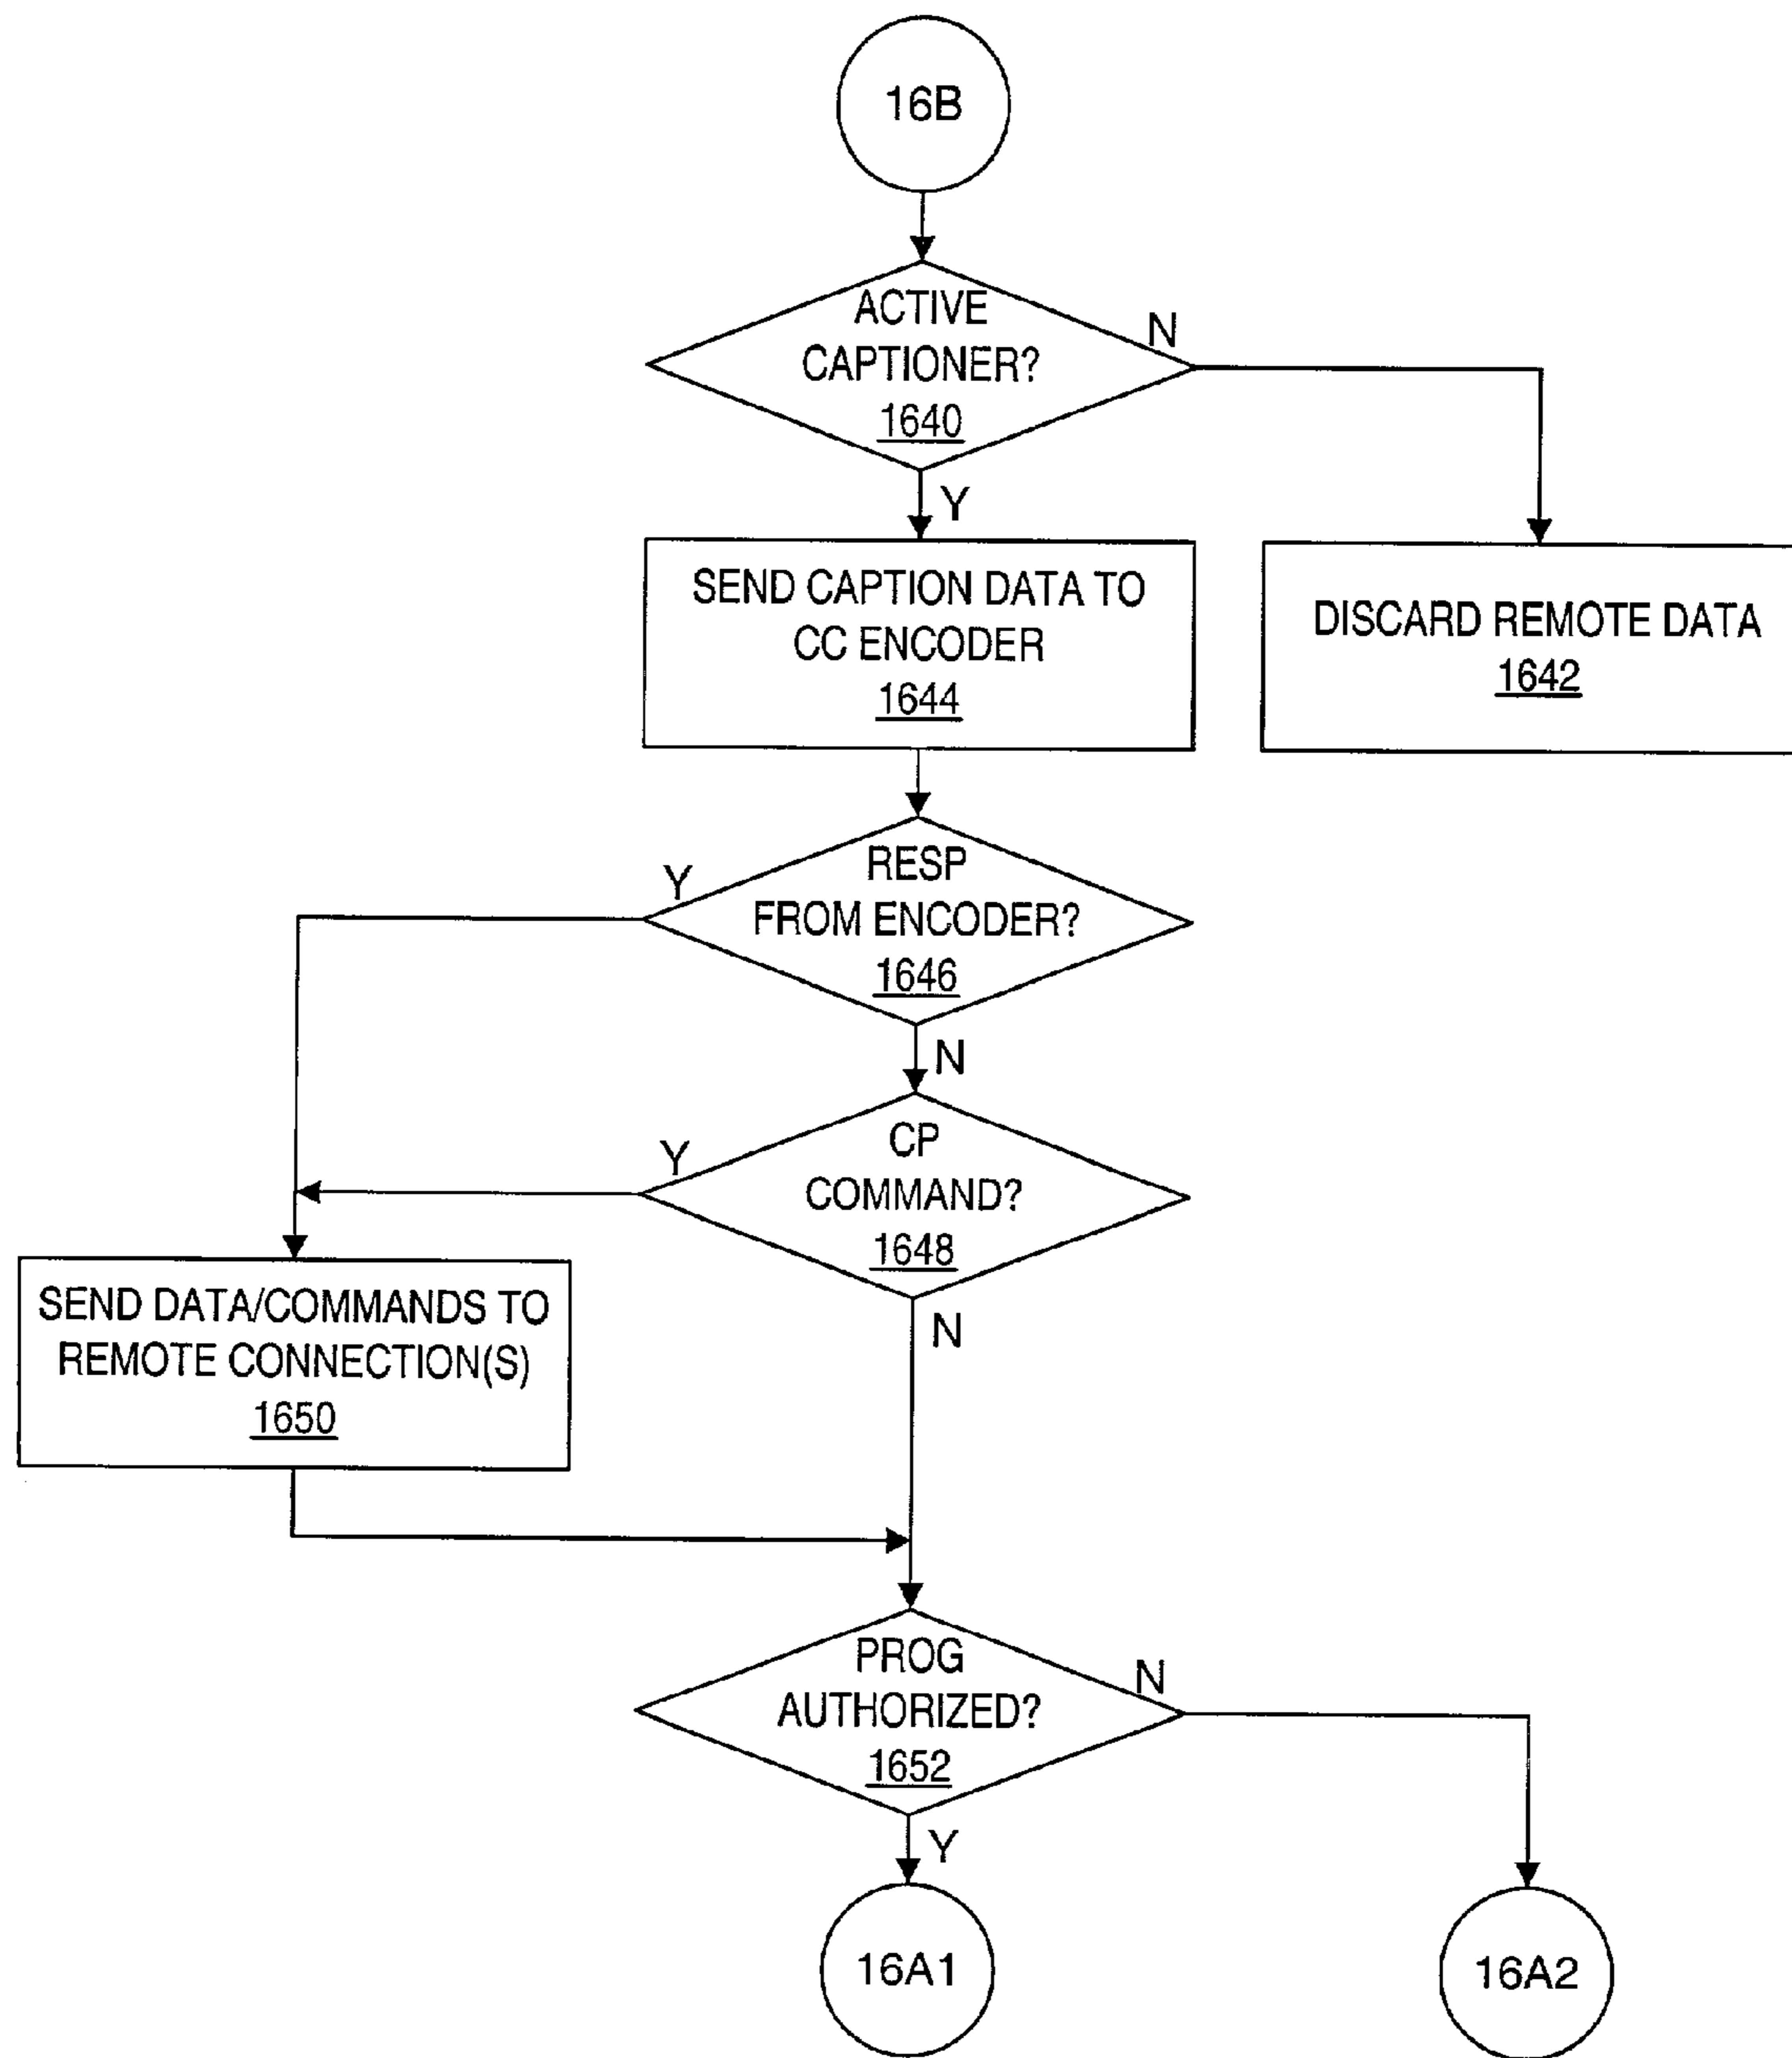 16B
ACTIVE
CAPTIONER?
1640
N
Y
SEND CAPTION DATA TO
CC ENCODER
1644
DISCARD REMOTE DATA
1642
RESP
FROM ENCODER?
1646
Y
N
CP
COMMAND?
1648
Y
N
SEND DATA/COMMANDS TO
REMOTE CONNECTION(S)
1650
PROG
AUTHORIZED?
1652
N
Y
16A1
16A2